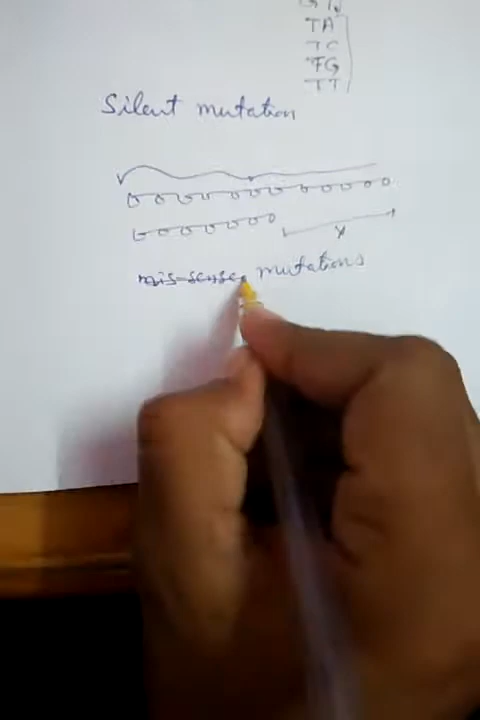 TA
TC
TG
TT
Silent mutation
x
mis-sense mutations